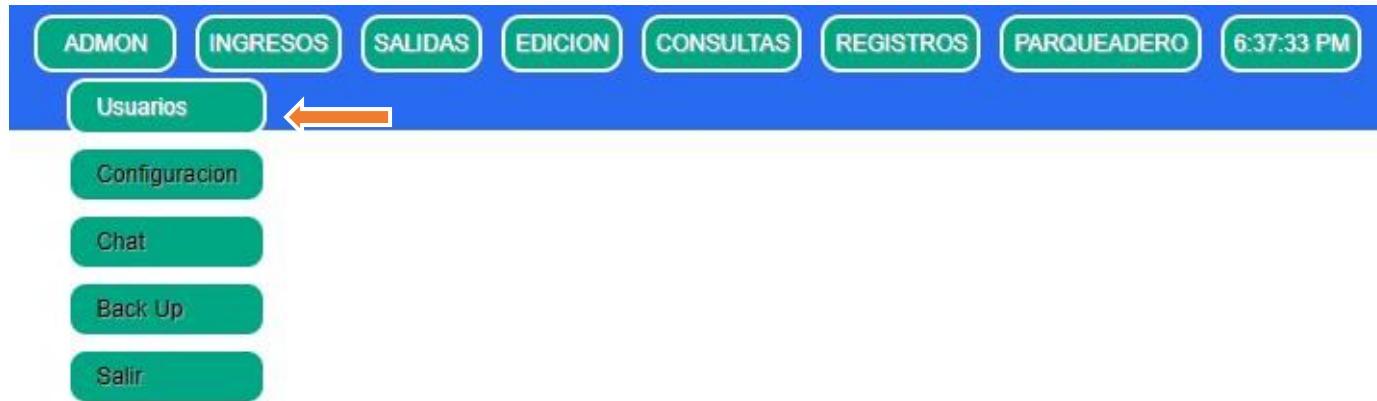 ADMON INGRESOS SALIDAS EDICION CONSULTAS REGISTROS PARQUEADERO 6:37:33 PM
Usuarios
Configuracion
Chat
Back Up
Salir